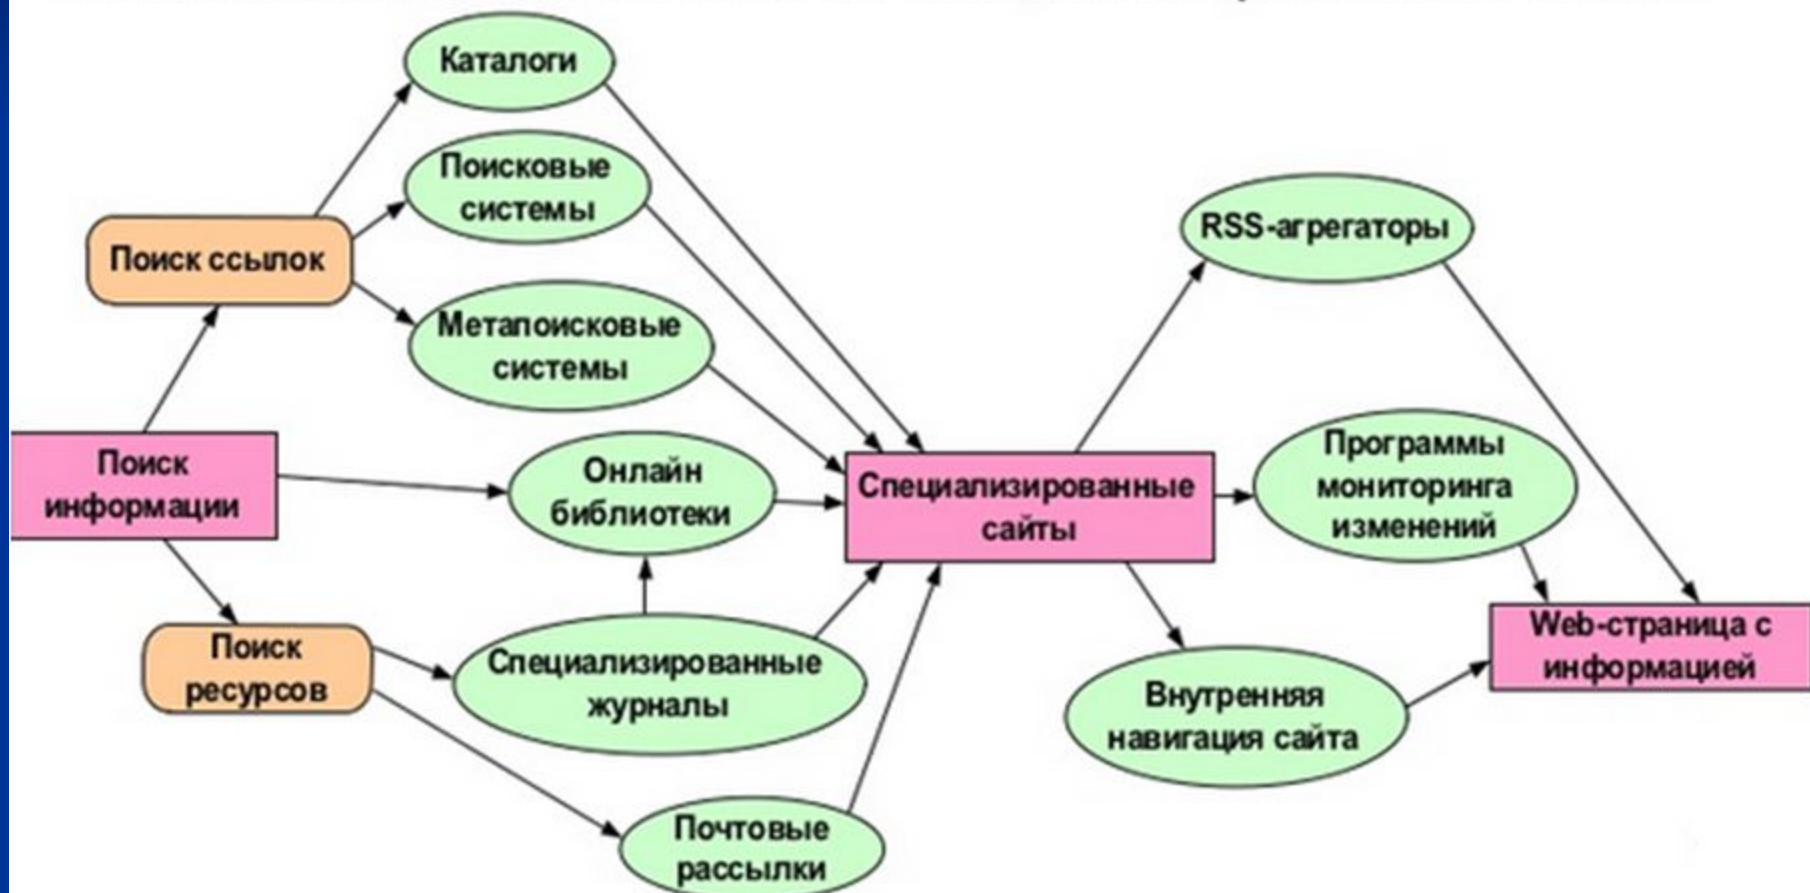 Каталоги
Поисковые
системы
RSS-агрегаторы
Поиск ссылок
Метапоисковые
системы
Поиск
информации
Онлайн
библиотеки
Специализированные
сайты
Программы
мониторинга
изменений
Поиск
ресурсов
Специализированные
журналы
Внутренняя
навигация сайта
Web-страница с
информацией
Почтовые
рассылки